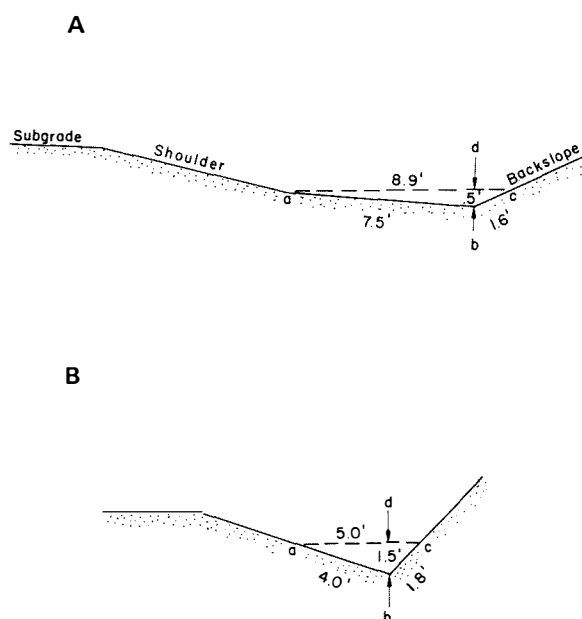 A
Subgrade
Shoulder
8.9'
d
Backslope
a
.5'
c
7.5'
1.6'
b
B
d
5.0'
a
1.5'
c
4.0'
1.8'
b